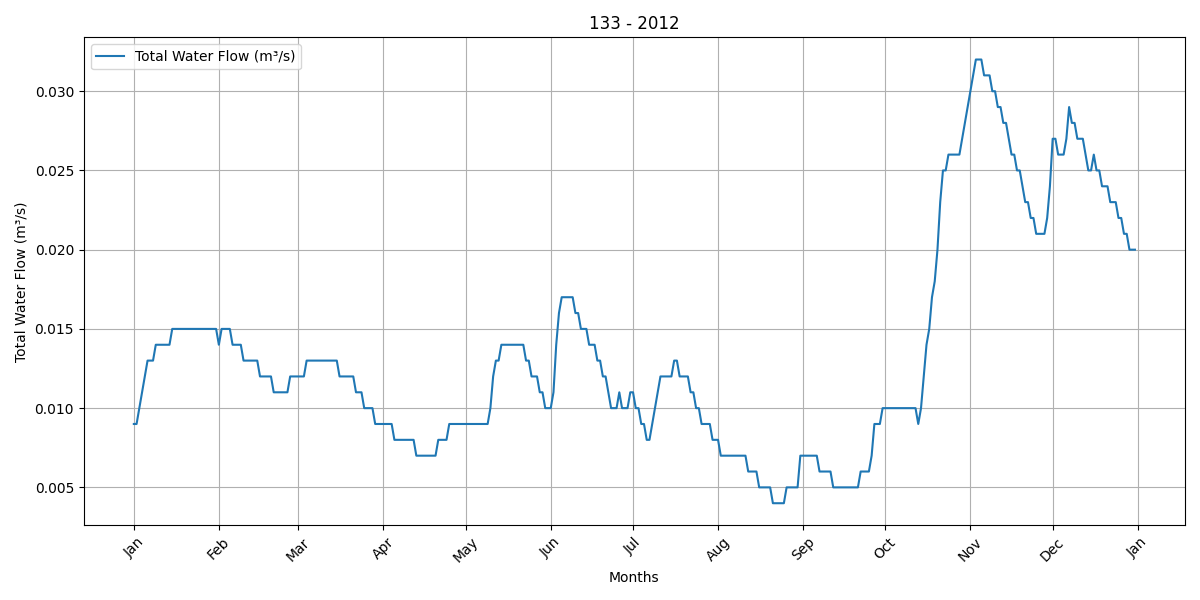 133 - 2012
Total Water Flow (m³/s)
Total Water Flow (m³/s)
0.030
0.025
0.020
0.015
0.010
0.005
Jan
Feb
Mar
Apr
May
Jun
Jul
Aug
Sep
Oct
Nov
Dec
Jan
Months